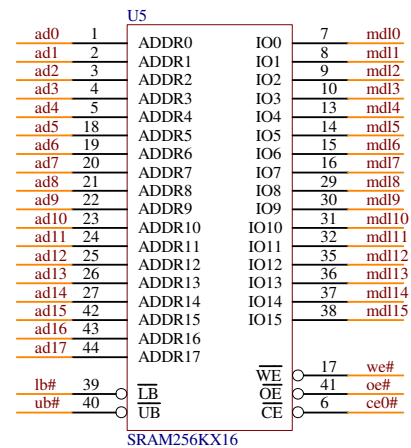 U5
ad0 1 ADDR0 IO0 7 mdl0
ad1 2 ADDR1 IO1 8 mdl1
ad2 3 ADDR2 IO2 9 mdl2
ad3 4 ADDR3 IO3 10 mdl3
ad4 5 ADDR4 IO4 13 mdl4
ad5 18 ADDR5 IO5 14 mdl5
ad6 19 ADDR6 IO6 15 mdl6
ad7 20 ADDR7 IO7 16 mdl7
ad8 21 ADDR8 IO8 29 mdl8
ad9 22 ADDR9 IO9 30 mdl9
ad10 23 ADDR10 IO10 31 mdl10
ad11 24 ADDR11 IO11 32 mdl11
ad12 25 ADDR12 IO12 35 mdl12
ad13 26 ADDR13 IO13 36 mdl13
ad14 27 ADDR14 IO14 37 mdl14
ad15 42 ADDR15 IO15 38 mdl15
ad16 43 ADDR16
ad17 44 ADDR17
WE 17 we#
lb# 39 LB OE 41 oe#
ub# 40 UB CE 6 ce0#
SRAM256KX16